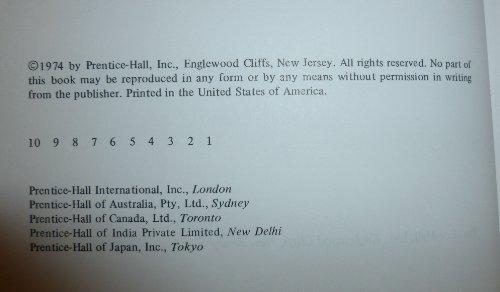 ©1974 by Prentice-Hall, Inc., Englewood Cliffs, New Jersey. All rights reserved. No part of
this book may be reproduced in any form or by any means without permission in writing
from the publisher. Printed in the United States of America.
10 9 8 7 6 5 4 3 2 1
Prentice-Hall International, Inc., London
Prentice-Hall of Australia, Pty, Ltd., Sydney
Prentice-Hall of Canada, Ltd., Toronto
Prentice-Hall of India Private Limited, New Delhi
Prentice-Hall of Japan, Inc., Tokyo